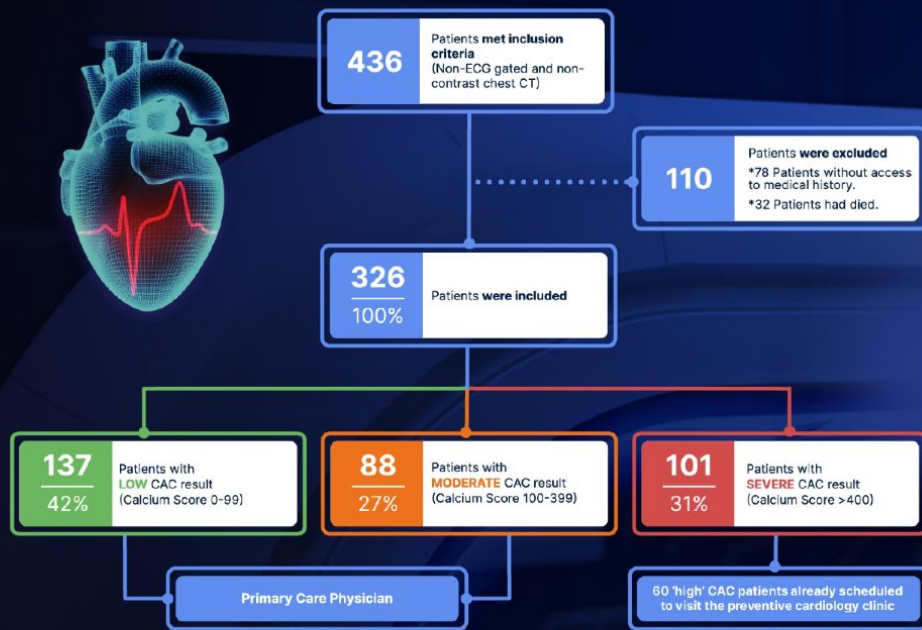 436
Patients met inclusion
criteria
(Non-ECG gated and non-
contrast chest CT)
110
Patients were excluded
*78 Patients without access
to medical history.
*32 Patients had died.
326
100%
Patients were included
137
42%
Patients with
LOW CAC result
(Calcium Score 0-99)
88
27%
Patients with
MODERATE CAC result
(Calcium Score 100-399)
101
31%
Patients with
SEVERE CAC result
(Calcium Score >400)
Primary Care Physician
60 'high' CAC patients already scheduled
to visit the preventive cardiology clinic